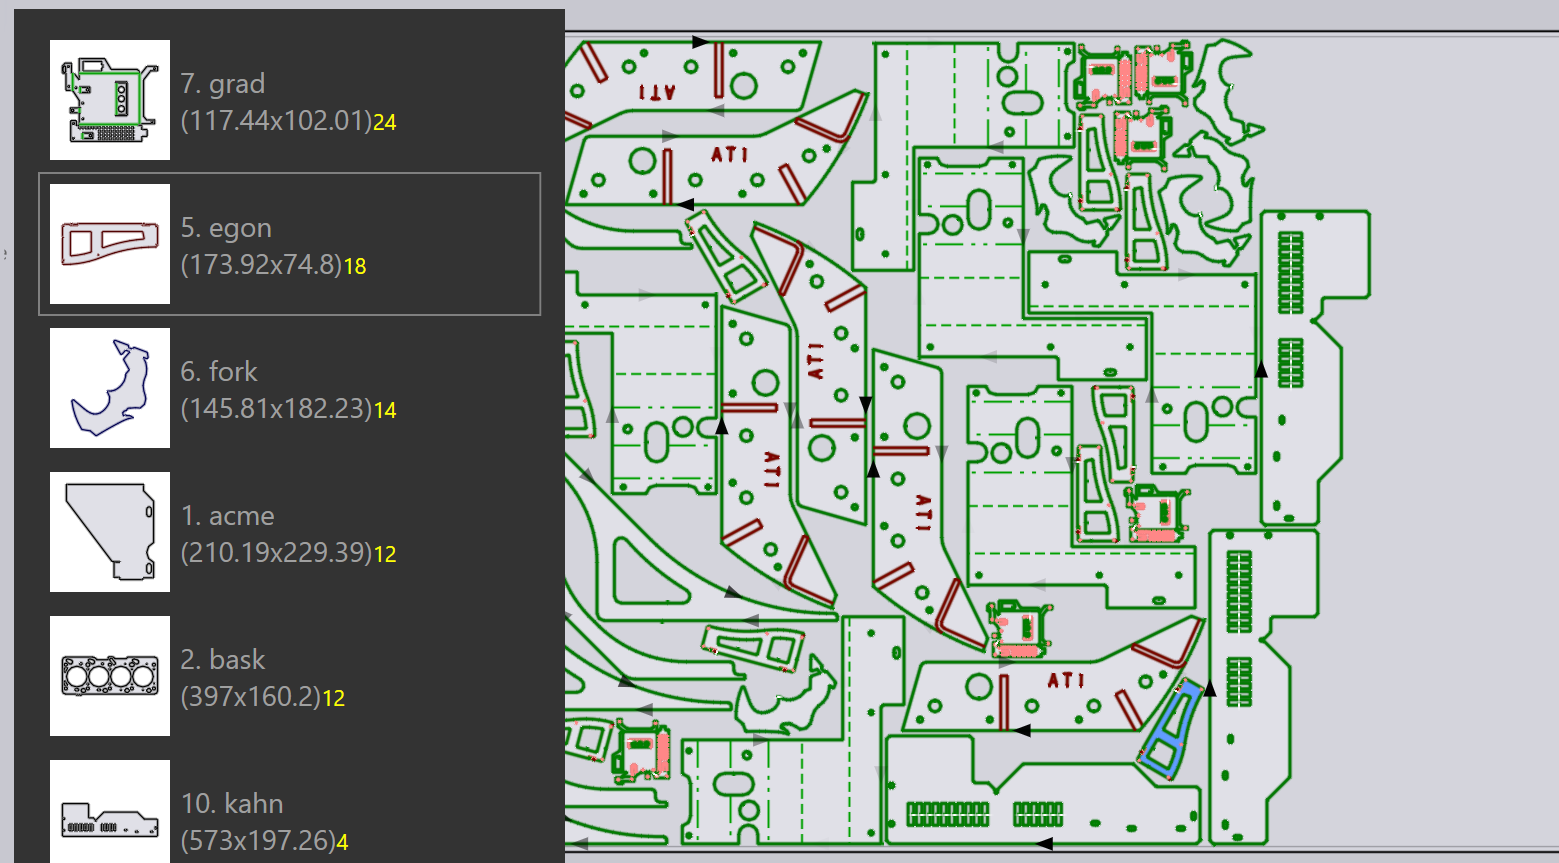 7. grad
(117.44x102.01)24
5. egon
(173.92x74.8)18
6. fork
(145.81x182.23)14
1. acme
(210.19x229.39)12
2. bask
(397x160.2)12
10. kahn
(573x197.26)4
ATI
ATI
ATI
ATI
ATI
ATI